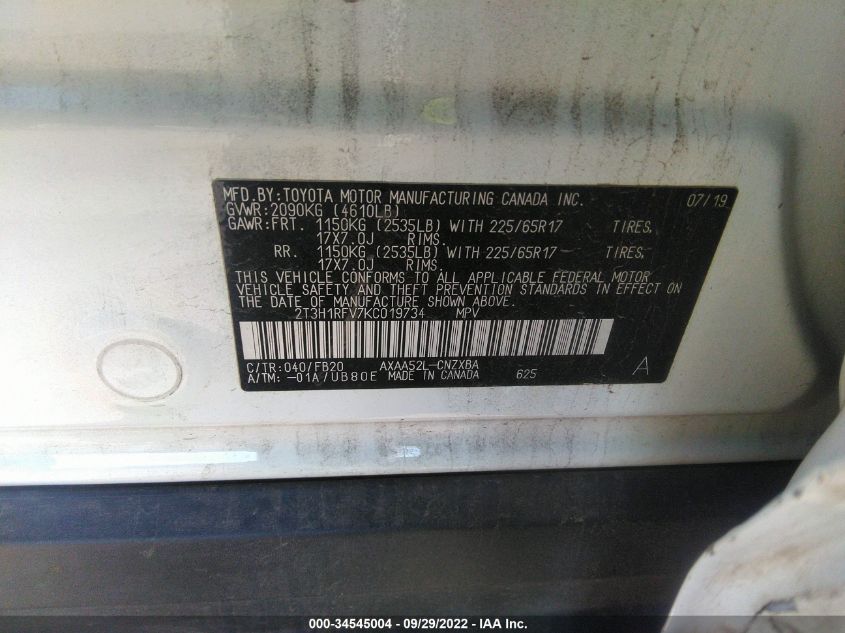 MFD.BY:TOYOTA MOTOR MANUFACTURING CANADA INC. 07/19
GVWR:2090KG (4610LB)
GAWR:FRT. 1150KG (2535LB) WITH 225/65R17 TIRES.
17X7.0J RIMS.
RR. 1150KG (2535LB) WITH 225/65R17 TIRES,
17X7.0J RIMS.
THIS VEHICLE CONFORMS TO ALL APPLICABLE FEDERAL MOTOR
VEHICLE SAFETY AND THEFT PREVENTION STANDARDS IN EFFECT ON
THE DATE OF MANUFACTURE SHOWN ABOVE.
2T3H1RFV7KC019734 MPV
C/TR:040/FB20 AXAA52L-CNZXBA A
A/TM:-01A/UB80E MADE IN CANADA 625
000-34545004 - 09/29/2022 - IAA Inc.